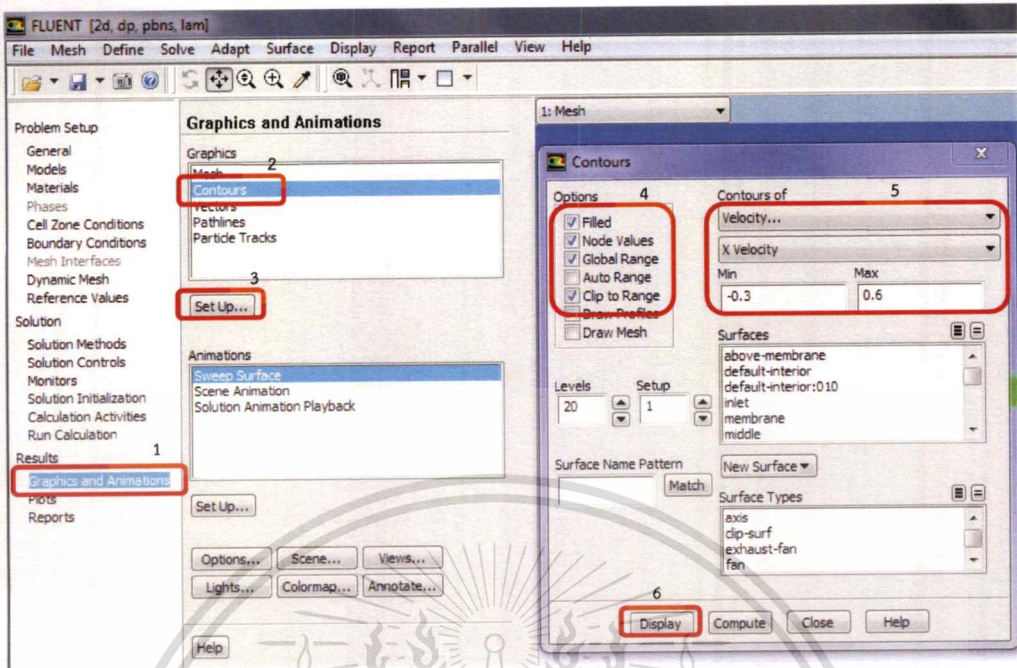 FLUENT [2d, dp, pbns, lam]
File Mesh Define Solve Adapt Surface Display Report Parallel View Help
Problem Setup
General
Models
Materials
Phases
Cell Zone Conditions
Boundary Conditions
Mesh Interfaces
Dynamic Mesh
Reference Values
Solution
Solution Methods
Solution Controls
Monitors
Solution Initialization
Calculation Activities
Run Calculation
Results
1
Graphics and Animations
Plots
Reports
Graphics and Animations
Graphics
2
Mesh
Contours
Vectors
Pathlines
Particle Tracks
3
Set Up...
Animations
Sweep Surface
Scene Animation
Solution Animation Playback
Set Up...
Options... Scene... Views...
Lights... Colormap... Annotate...
Help
1: Mesh
Contours
Options 4
Filled
Node Values
Global Range
Auto Range
Clip to Range
Draw Profiles
Draw Mesh
Levels Setup
20 1
Surface Name Pattern
Match
Contours of 5
Velocity...
X Velocity
Min Max
-0.3 0.6
Surfaces
above-membrane
default-interior
default-interior:010
inlet
membrane
middle
New Surface
Surface Types
axis
clip-surf
exhaust-fan
fan
6
Display Compute Close Help